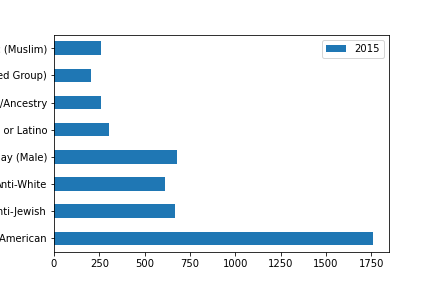 2015
(Muslim)
ed Group)
/Ancestry
or Latino
ay (Male)
Anti-White
nti-Jewish
American
0 250 500 750 1000 1250 1500 1750